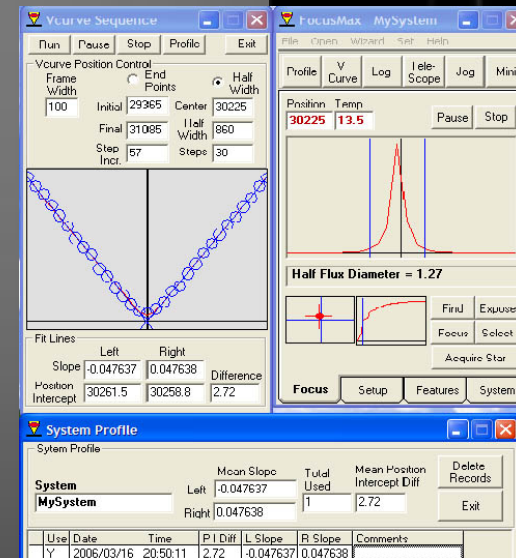 Vcurve Sequence
Run Pause Stop Profile Exit
Vcurve Position Control
Frame Width
100
End Points
Half Width
Initial 29365 Center 30225
Final 31085 Half Width 860
Step Incr. 57 Steps 30
Fit Lines
Left Right
Slope -0.047637 0.047638 Difference
Position Intercept 30261.5 30258.8 2.72
FocusMax MySystem
File Open Wizard Set Help
Profile V Curve Log Tele-Scope Jog Mini
Position Temp
30225 13.5 Pause Stop
Half Flux Diameter = 1.27
Find Expose
Focus Select
Acquire Star
Focus Setup Features System
System Profile
Sytem Profile
System
MySystem
Mean Slope
Left -0.047637
Right 0.047638
Total Used
1
Mean Position Intercept Diff
2.72
Delete Records
Exit
Use Date Time P I Diff L Slope R Slope Comments
Y 2006/03/16 20:50:11 2.72 -0.047637 0.047638